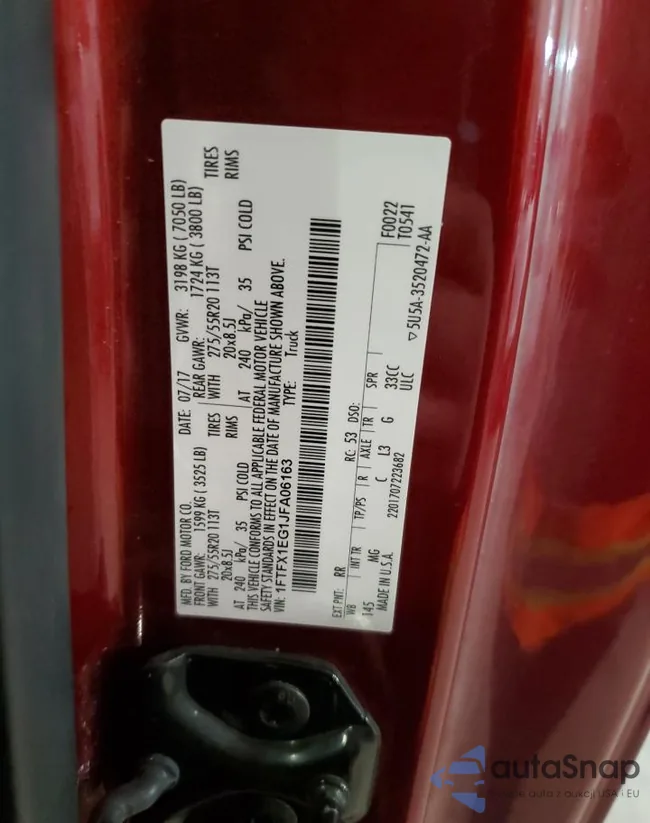 MFD. BY FORD MOTOR CO.
DATE: 07/17 GVWR: 3198 KG ( 7050 LB)
FRONT GAWR: 1599 KG ( 3525 LB)
REAR GAWR: 1724 KG ( 3800 LB)
WITH 275/55R20 113T TIRES
WITH 275/55R20 113T TIRES
20x8.5J RIMS
20x8.5J RIMS
AT 240 kPa/ 35 PSI COLD
AT 240 kPa/ 35 PSI COLD
THIS VEHICLE CONFORMS TO ALL APPLICABLE FEDERAL MOTOR VEHICLE
SAFETY STANDARDS IN EFFECT ON THE DATE OF MANUFACTURE SHOWN ABOVE.
VIN: 1FTFX1EG1JFA06163
TYPE: Truck
EXT PNT: RR RC: 53 DSO: F0022
T0541
WB INT TR TP/PS R AXLE TR SPR
145 MG C L3 G 33CC
ULC
MADE IN U.S.A. 2201707223682
▽5U5A-3520472-AA
autaSnap
auta z aukcji USA i EU